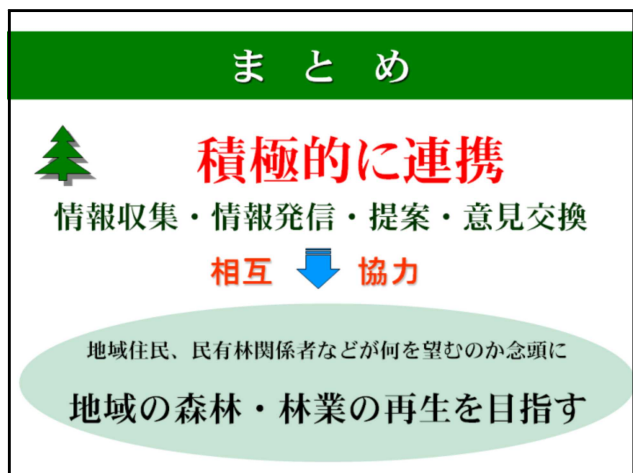 まとめ
積極的に連携
情報収集・情報発信・提案・意見交換
相互 協力
地域住民、民有林関係者などが何を望むのか念頭に
地域の森林・林業の再生を目指す